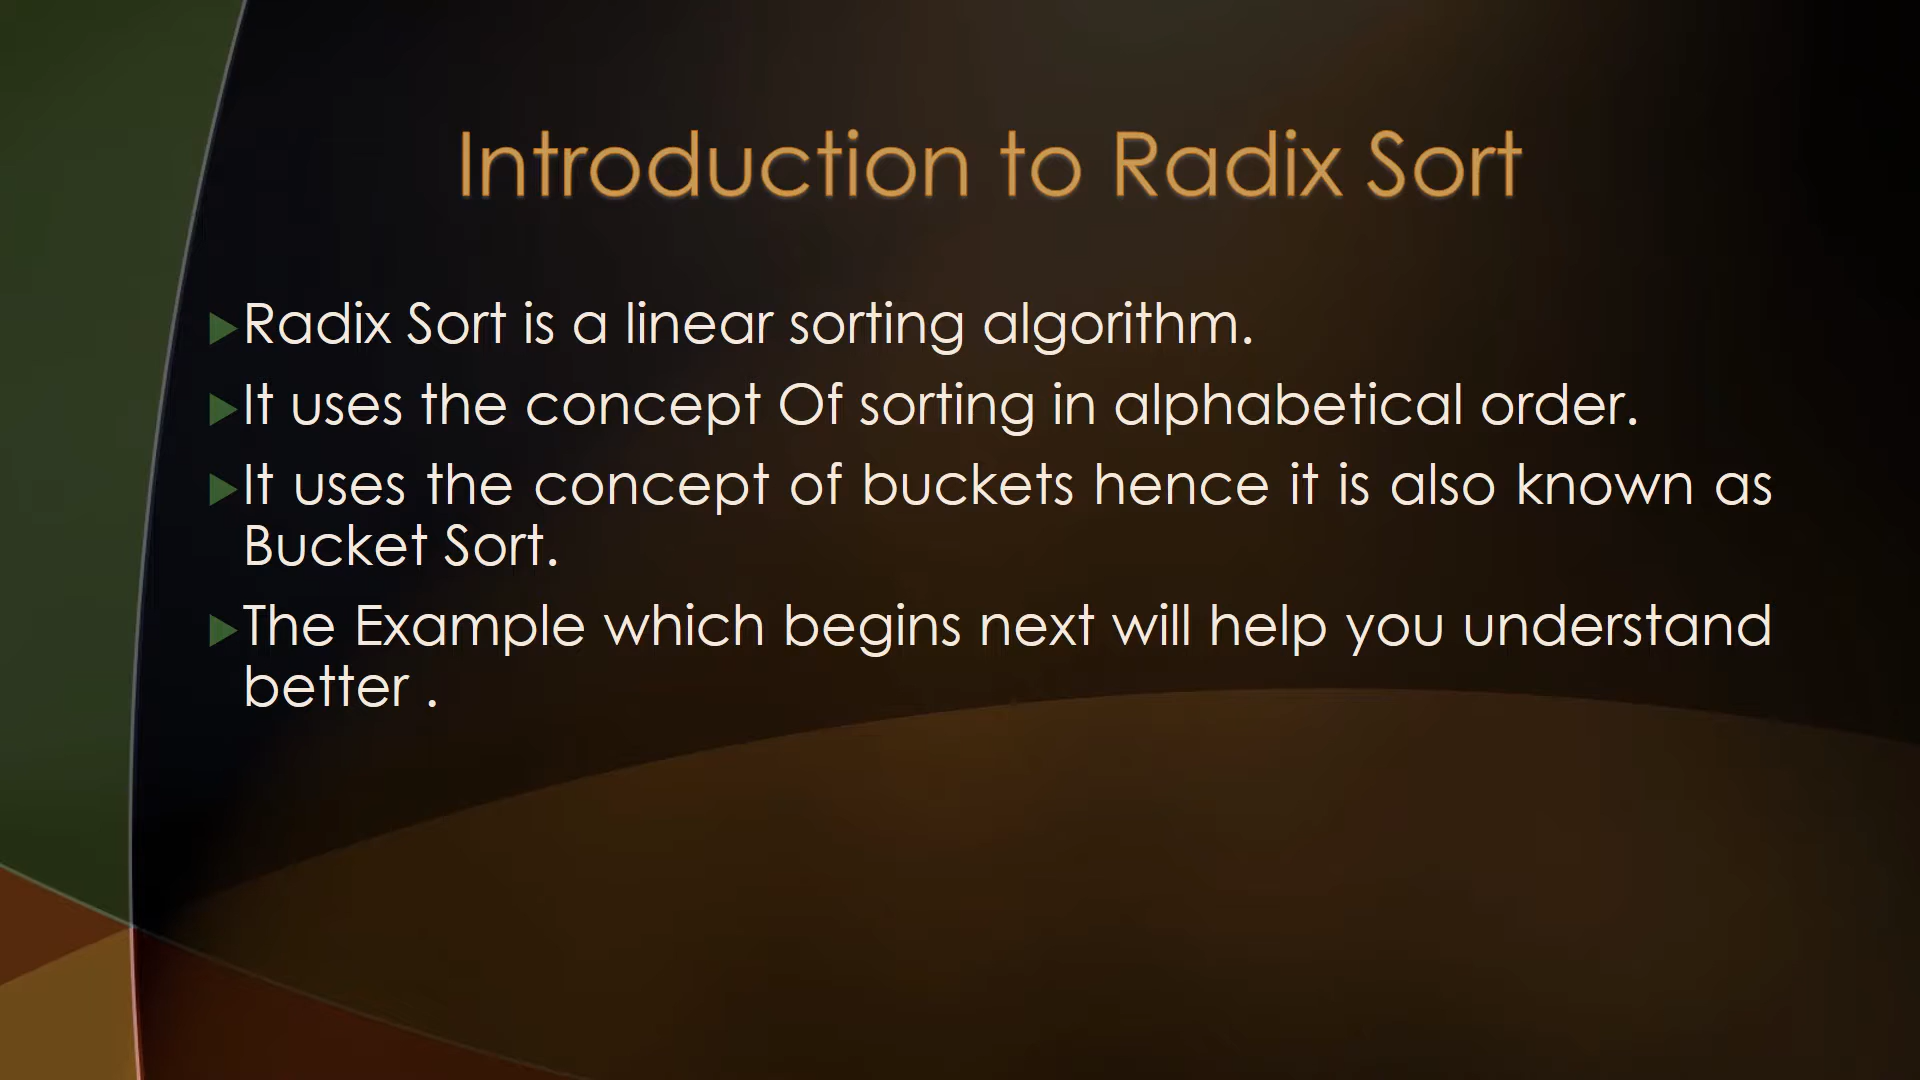 Introduction to Radix Sort
Radix Sort is a linear sorting algorithm.
It uses the concept Of sorting in alphabetical order.
It uses the concept of buckets hence it is also known as
Bucket Sort.
The Example which begins next will help you understand
better .